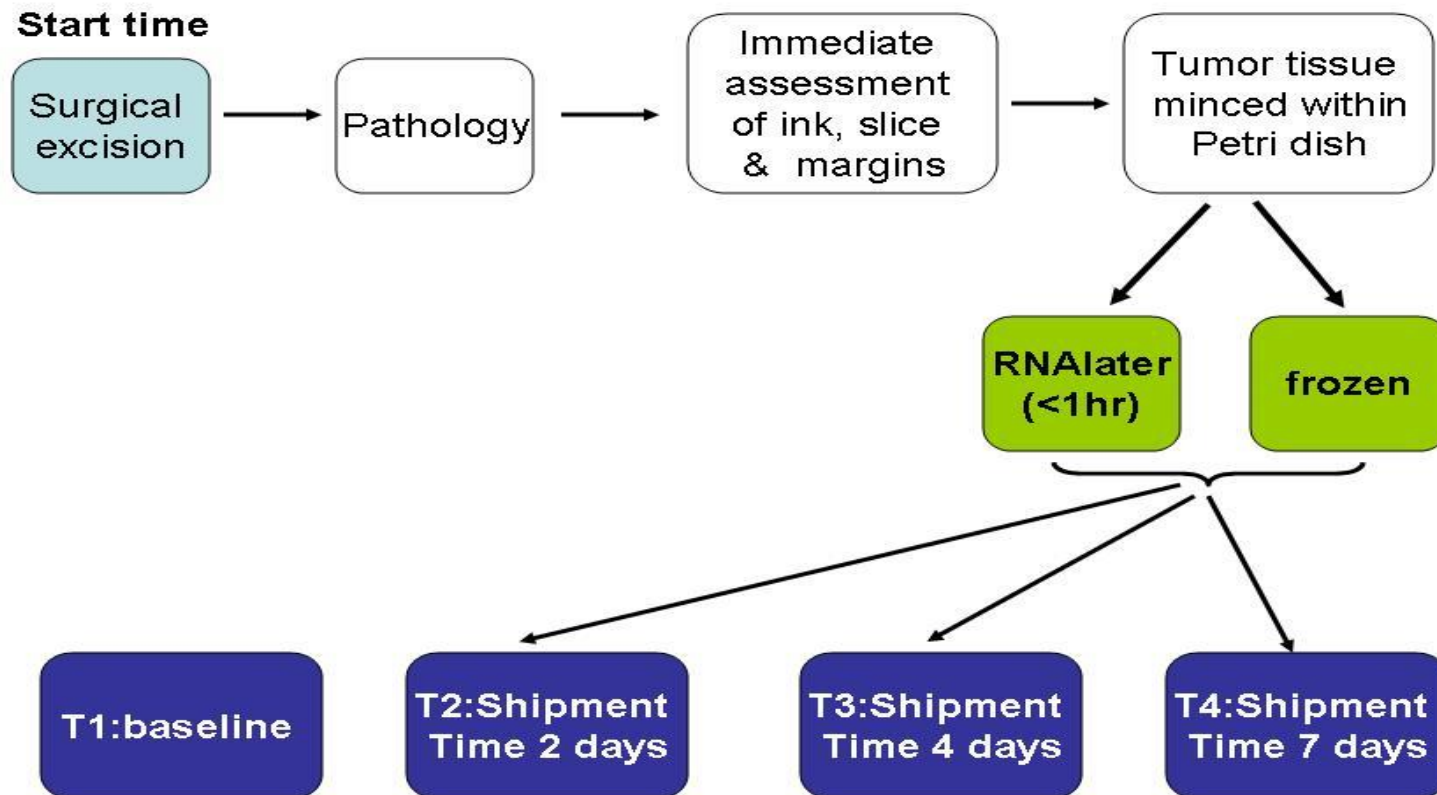 Start time
Surgical
excision
Pathology
Immediate
assessment
of ink, slice
& margins
Tumor tissue
minced within
Petri dish
RNAlater
(<1hr)
frozen
T1:baseline
T2:Shipment
Time 2 days
T3:Shipment
Time 4 days
T4:Shipment
Time 7 days